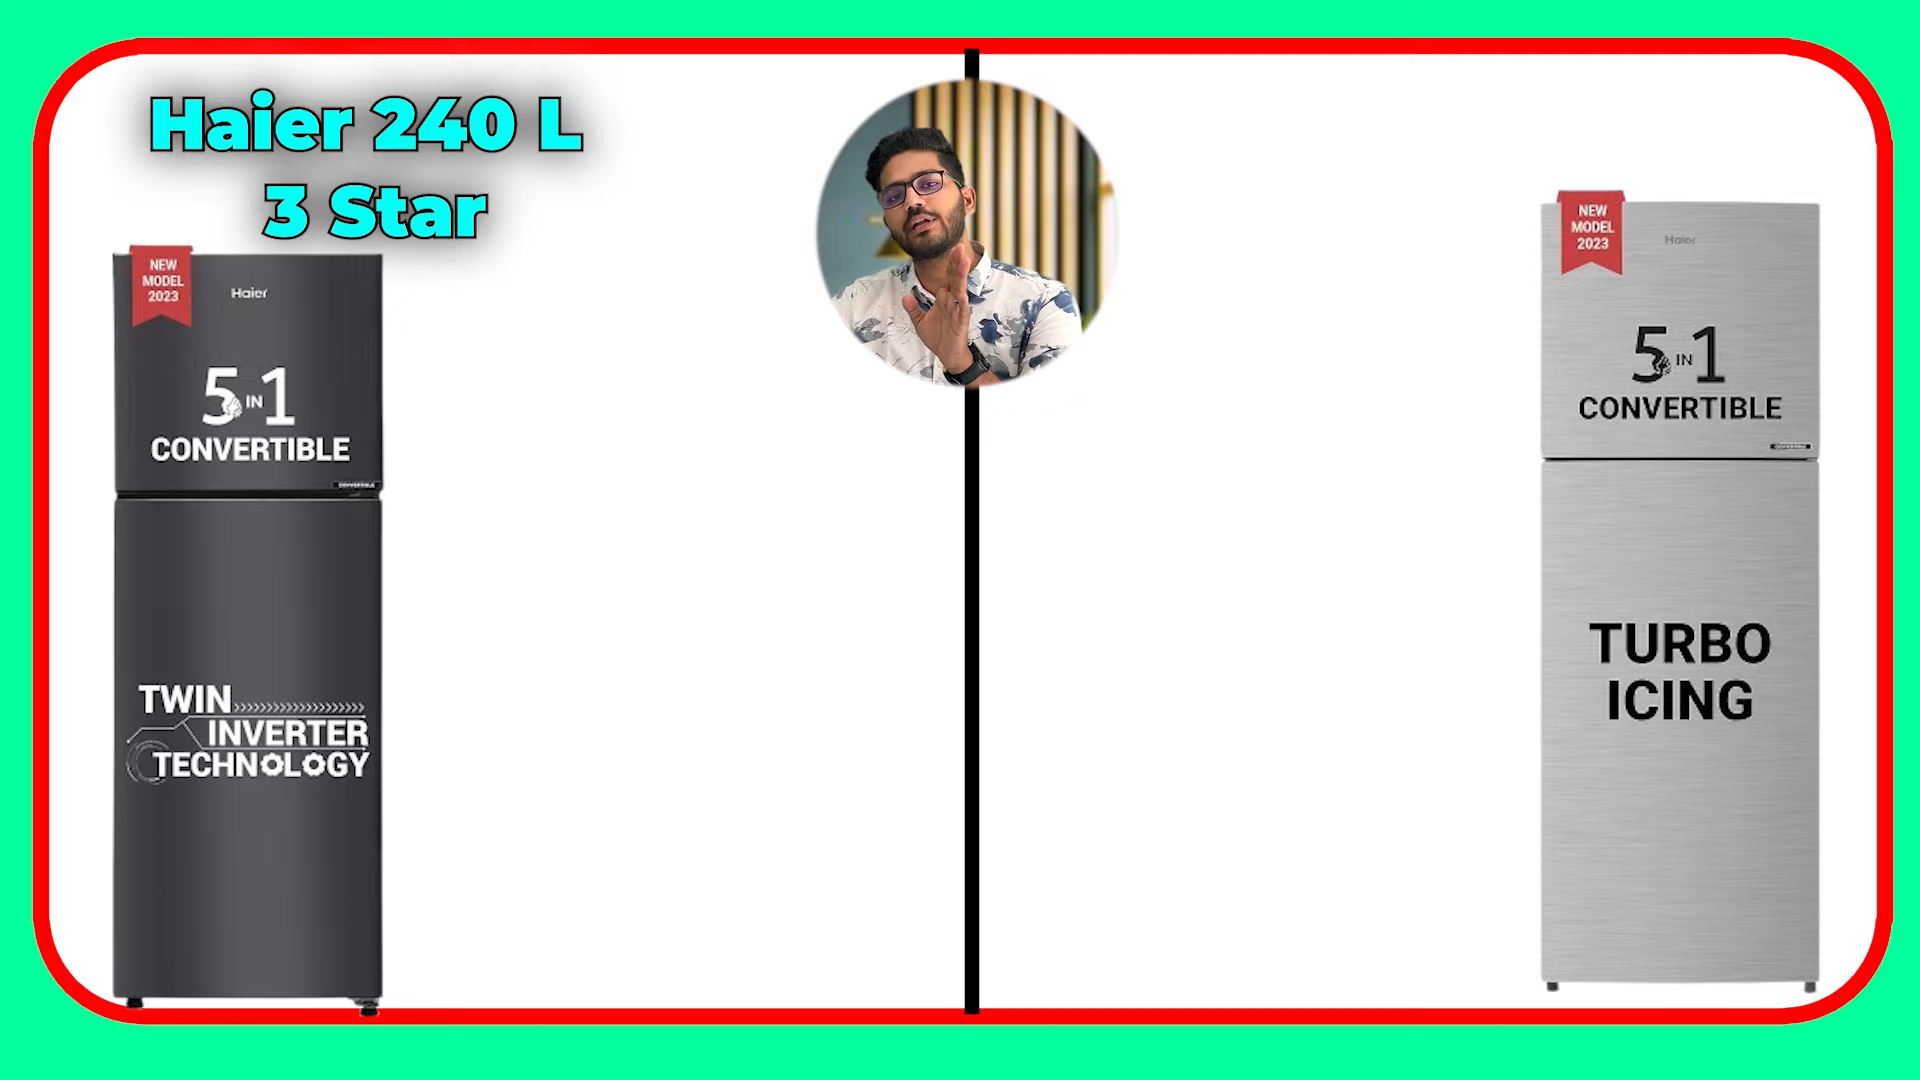 Haier 240 L
3 Star
NEW
MODEL
2023
Haier
5 IN 1
CONVERTIBLE
CONVERTIBLE
TWIN
INVERTER
TECHNOLOGY
NEW
MODEL
2023
Haier
5 IN 1
CONVERTIBLE
TURBO
ICING